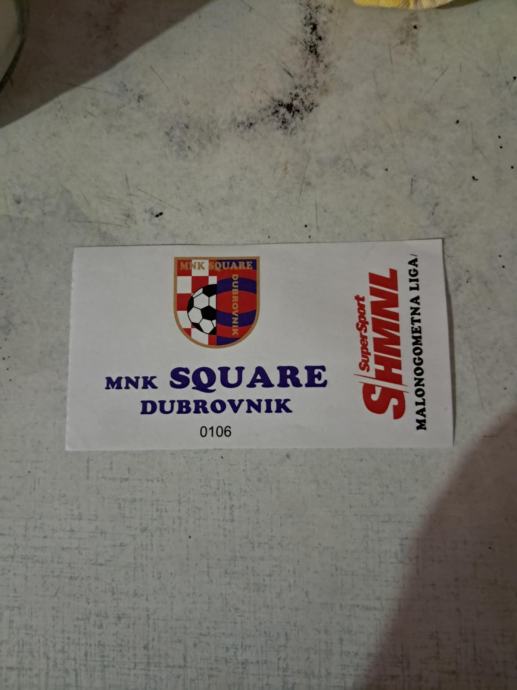 MNK SQUARE
DUBROVNIK
MNK SQUARE
DUBROVNIK
0106
SuperSport
SHMNL
MALONOGOMETNA LIGA